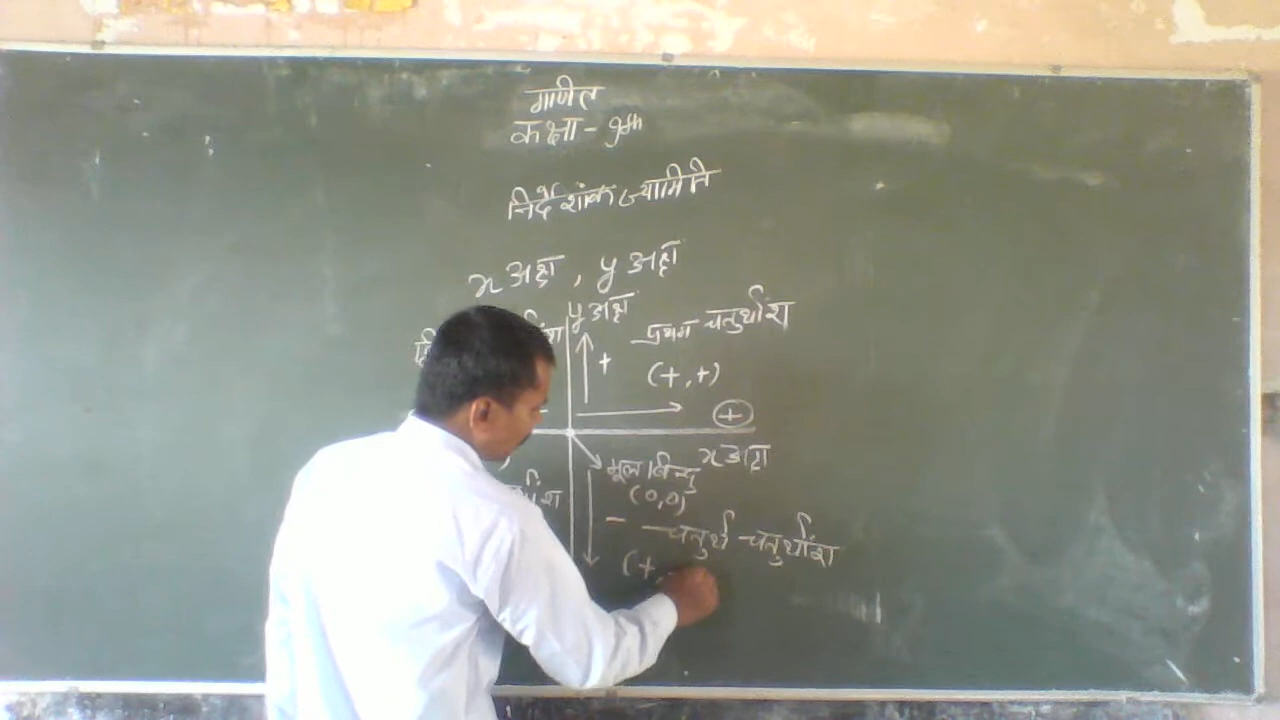 गणित
कक्षा - 9th
निर्देशांक ज्यामिति
x अक्ष, y अक्ष
y अक्ष
प्रथम चतुर्थांश
+
(+,+)
+
x अक्ष
मूल बिन्दु
(0,0)
- चतुर्थ चतुर्थांश
(+,